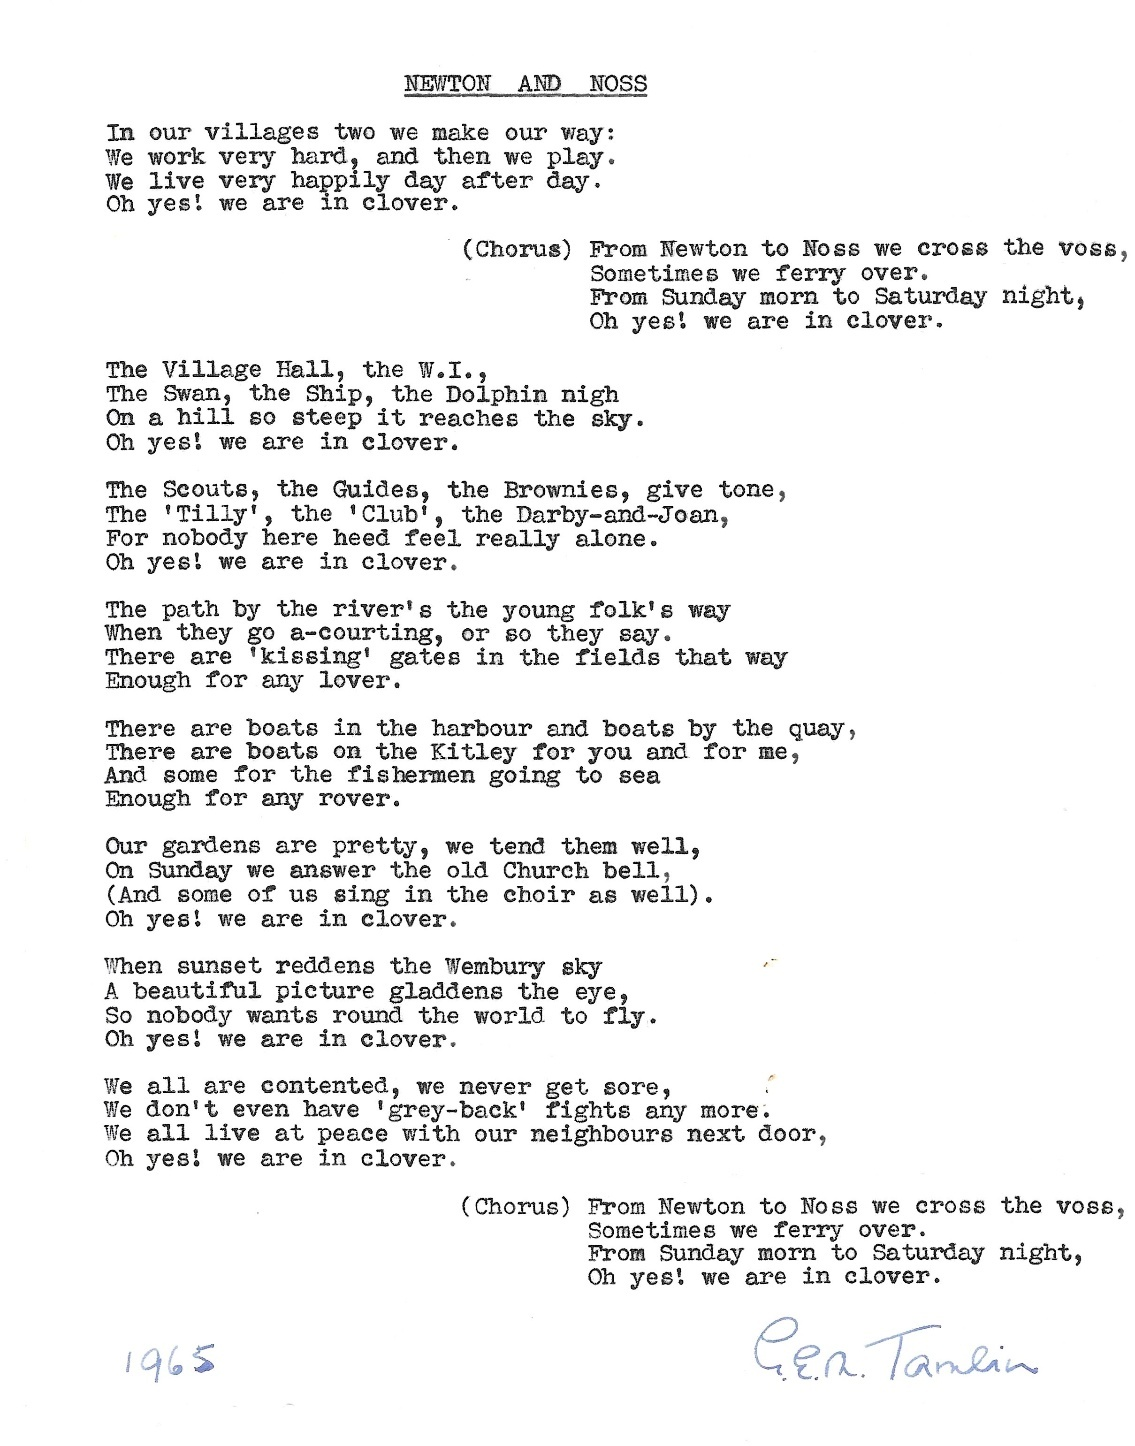 NEWTON AND NOSS
In our villages two we make our way:
We work very hard, and then we play.
We live very happily day after day.
Oh yes! we are in clover.
(Chorus) From Newton to Noss we cross the voss,
Sometimes we ferry over.
From Sunday morn to Saturday night,
Oh yes! we are in clover.
The Village Hall, the W.I.,
The Swan, the Ship, the Dolphin nigh
On a hill so steep it reaches the sky.
Oh yes! we are in clover.
The Scouts, the Guides, the Brownies, give tone,
The 'Tilly', the 'Club', the Darby-and-Joan,
For nobody here heed feel really alone.
Oh yes! we are in clover.
The path by the river's the young folk's way
When they go a-courting, or so they say.
There are 'kissing' gates in the fields that way
Enough for any lover.
There are boats in the harbour and boats by the quay,
There are boats on the Kitley for you and for me,
And some for the fishermen going to sea
Enough for any rover.
Our gardens are pretty, we tend them well,
On Sunday we answer the old Church bell,
(And some of us sing in the choir as well).
Oh yes! we are in clover.
When sunset reddens the Wembury sky
A beautiful picture gladdens the eye,
So nobody wants round the world to fly.
Oh yes! we are in clover.
We all are contented, we never get sore,
We don't even have 'grey-back' fights any more.
We all live at peace with our neighbours next door,
Oh yes! we are in clover.
(Chorus) From Newton to Noss we cross the voss,
Sometimes we ferry over.
From Sunday morn to Saturday night,
Oh yes! we are in clover.
1965 G.E.R. Tamlin